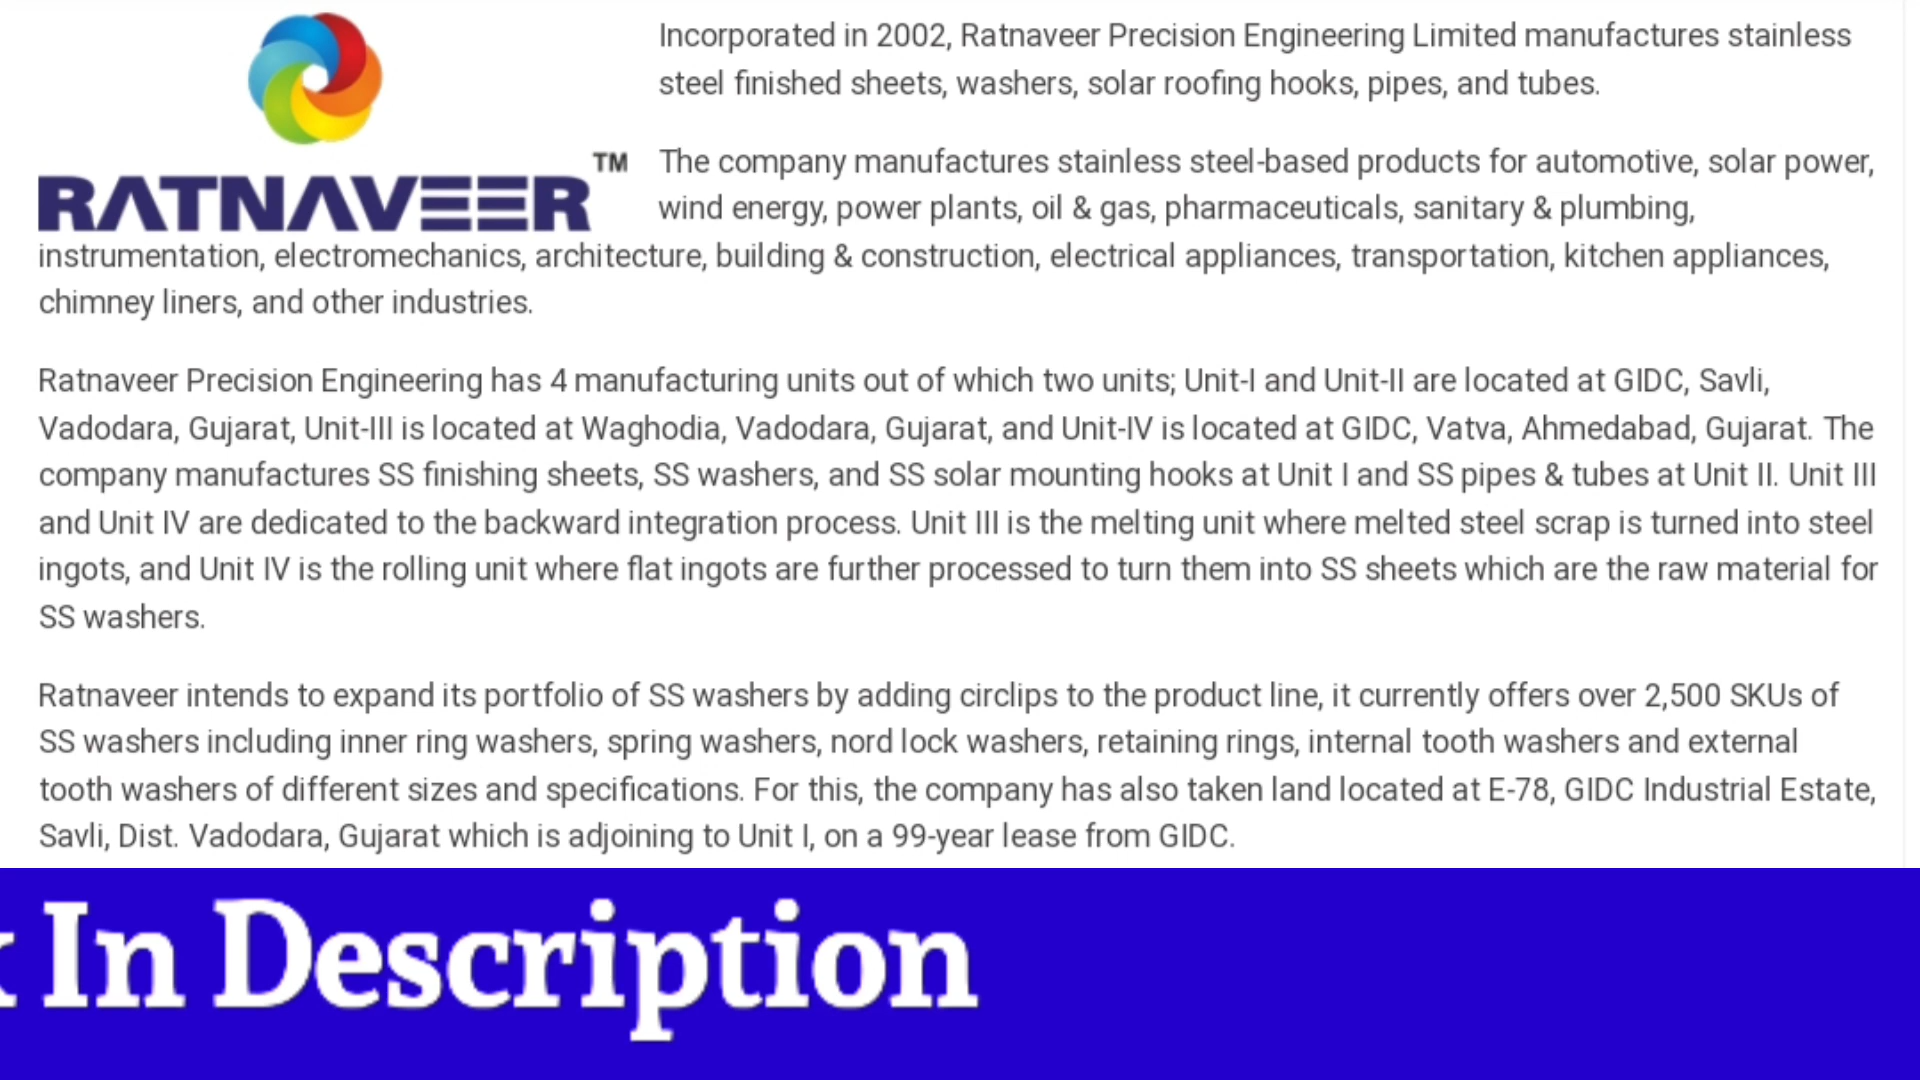 Incorporated in 2002, Ratnaveer Precision Engineering Limited manufactures stainless
steel finished sheets, washers, solar roofing hooks, pipes, and tubes.
RATNAVEER TM
The company manufactures stainless steel-based products for automotive, solar power,
wind energy, power plants, oil & gas, pharmaceuticals, sanitary & plumbing,
instrumentation, electromechanics, architecture, building & construction, electrical appliances, transportation, kitchen appliances,
chimney liners, and other industries.
Ratnaveer Precision Engineering has 4 manufacturing units out of which two units; Unit-I and Unit-II are located at GIDC, Savli,
Vadodara, Gujarat, Unit-III is located at Waghodia, Vadodara, Gujarat, and Unit-IV is located at GIDC, Vatva, Ahmedabad, Gujarat. The
company manufactures SS finishing sheets, SS washers, and SS solar mounting hooks at Unit I and SS pipes & tubes at Unit II. Unit III
and Unit IV are dedicated to the backward integration process. Unit III is the melting unit where melted steel scrap is turned into steel
ingots, and Unit IV is the rolling unit where flat ingots are further processed to turn them into SS sheets which are the raw material for
SS washers.
Ratnaveer intends to expand its portfolio of SS washers by adding circlips to the product line, it currently offers over 2,500 SKUs of
SS washers including inner ring washers, spring washers, nord lock washers, retaining rings, internal tooth washers and external
tooth washers of different sizes and specifications. For this, the company has also taken land located at E-78, GIDC Industrial Estate,
Savli, Dist. Vadodara, Gujarat which is adjoining to Unit I, on a 99-year lease from GIDC.
In Description